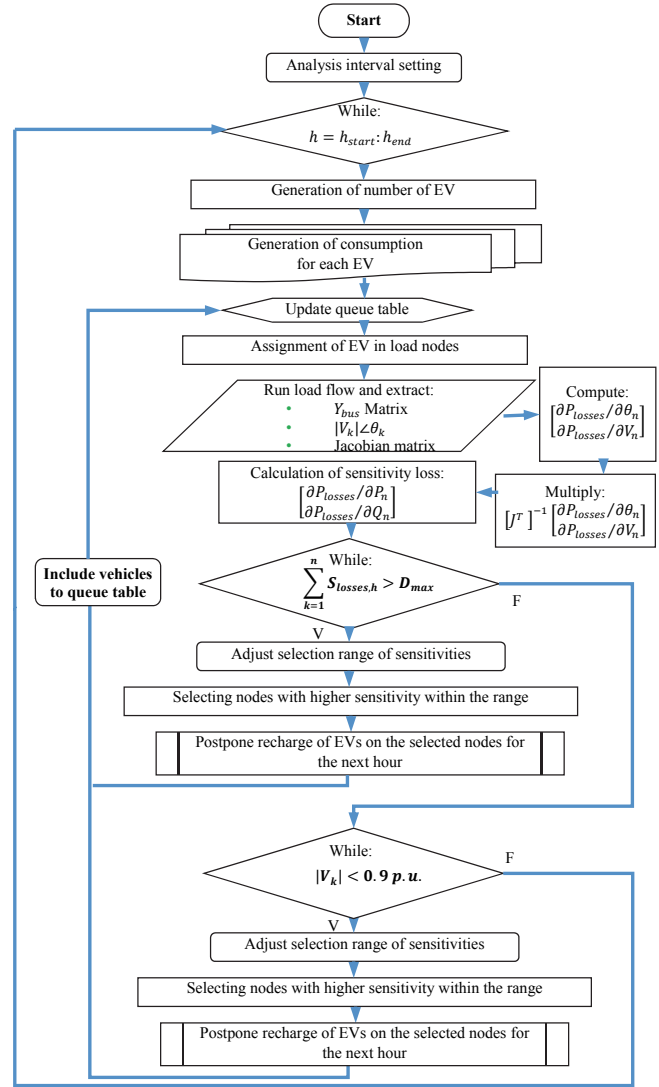 Start
Analysis interval setting
While:
h = h_start: h_end
Generation of number of EV
Generation of consumption
for each EV
Update queue table
Assignment of EV in load nodes
Run load flow and extract:
• Y_bus Matrix
• |V_k|∠θ_k
• Jacobian matrix
Compute:
[∂P_losses/∂θ_n]
[∂P_losses/∂V_n]
Multiply:
[J^T]^-1 [∂P_losses/∂θ_n]
[∂P_losses/∂V_n]
Calculation of sensitivity loss:
[∂P_losses/∂P_n]
[∂P_losses/∂Q_n]
Include vehicles
to queue table
While:
n
∑ S_losses,h > D_max
k=1
F
V
Adjust selection range of sensitivities
Selecting nodes with higher sensitivity within the range
Postpone recharge of EVs on the selected nodes for
the next hour
While:
|V_k| < 0.9 p.u.
F
V
Adjust selection range of sensitivities
Selecting nodes with higher sensitivity within the range
Postpone recharge of EVs on the selected nodes for
the next hour